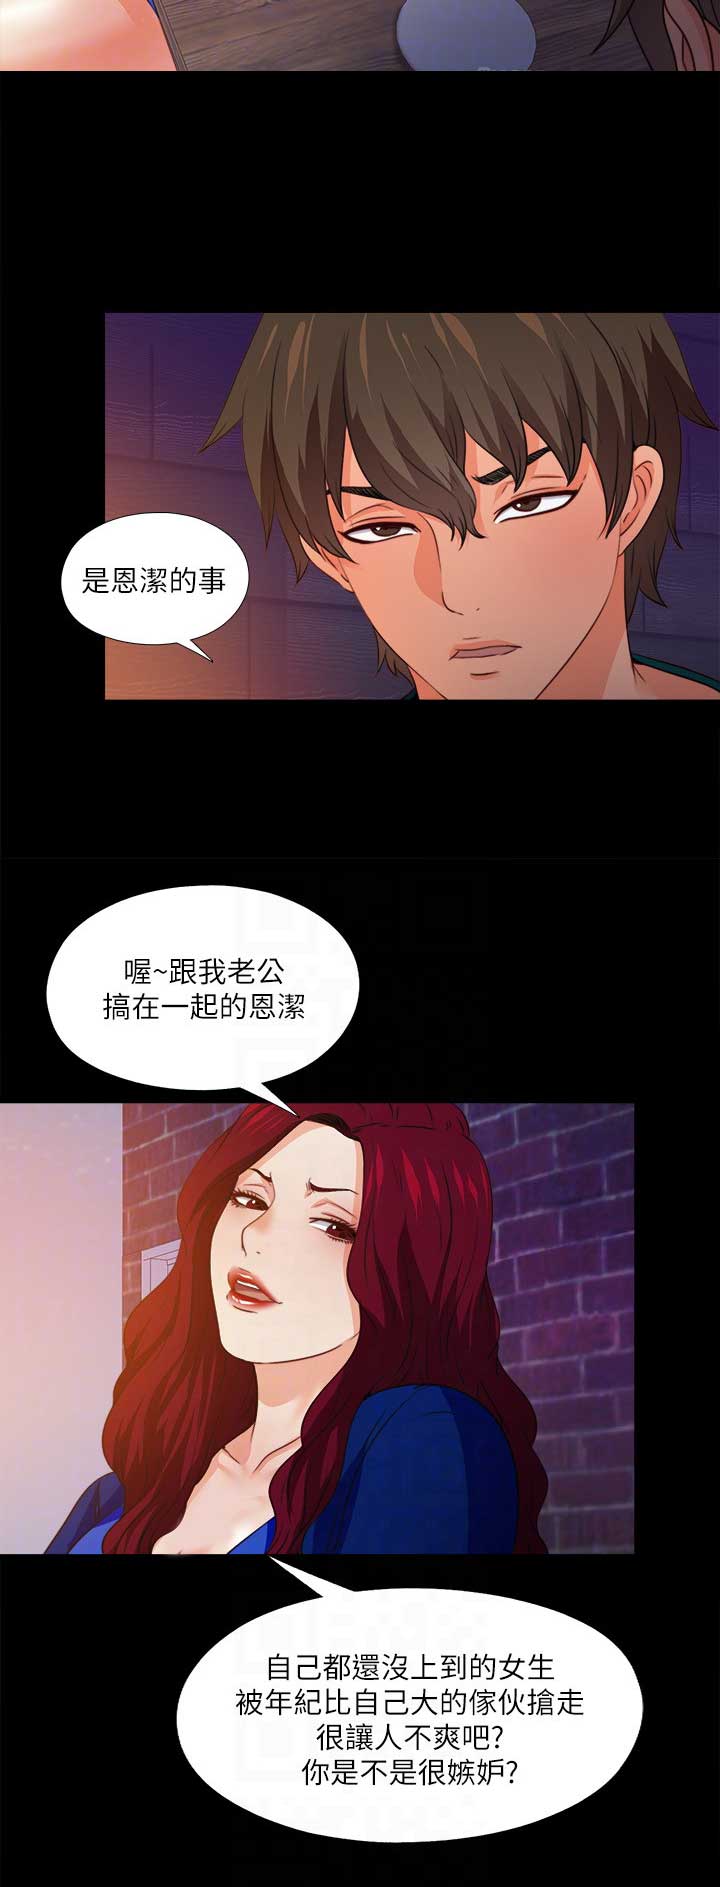 是恩潔的事
喔~跟我老公
搞在一起的恩潔
自己都還沒上到的女生
被年紀比自己大的傢伙搶走
很讓人不爽吧?
你是不是很嫉妒?